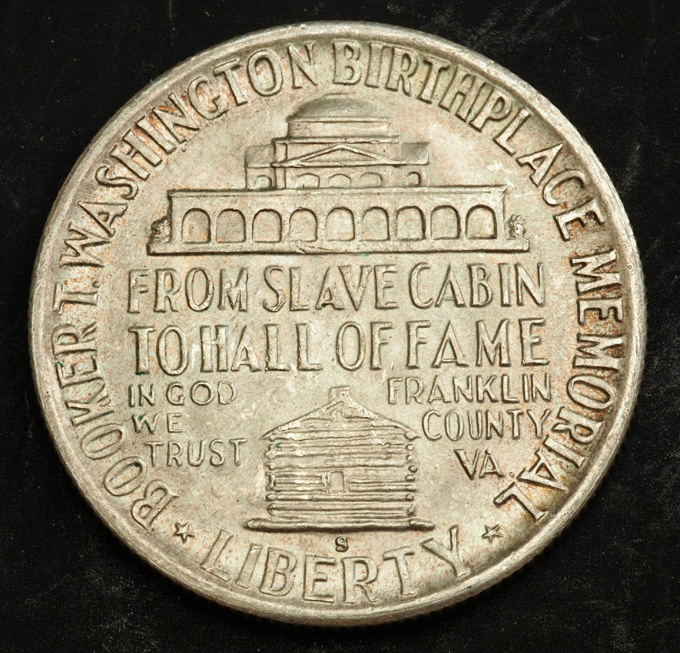 BOOKER T. WASHINGTON BIRTHPLACE MEMORIAL
FROM SLAVE CABIN
TO HALL OF FAME
IN GOD
WE
TRUST
FRANKLIN
COUNTY
VA.
S
LIBERTY